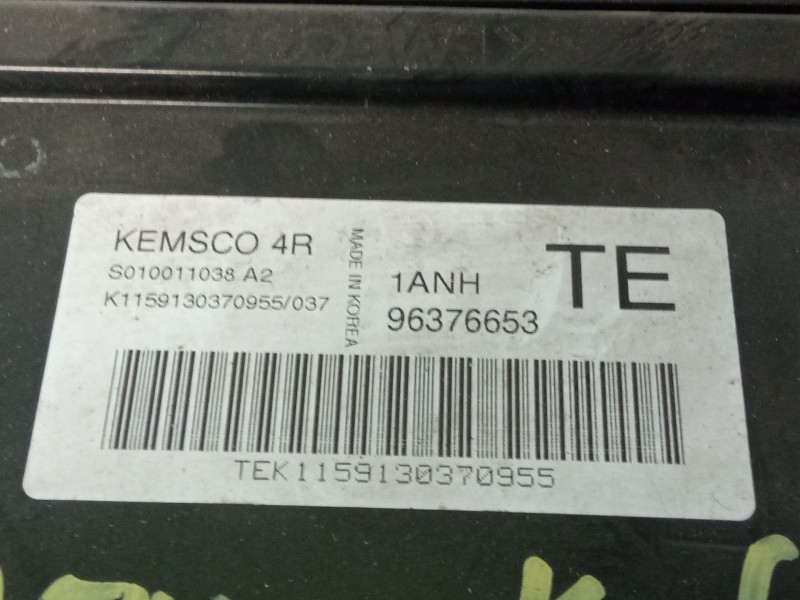 KEMSCO 4R
S010011038 A2
K1159130370955/037
MADE IN KOREA
1ANH
96376653
TE
TEK1159130370955